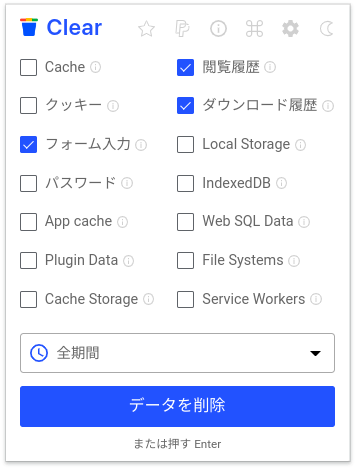 Clear
Cache
閲覧履歴
クッキー
ダウンロード履歴
フォーム入力
Local Storage
パスワード
IndexedDB
App cache
Web SQL Data
Plugin Data
File Systems
Cache Storage
Service Workers
全期間
データを削除
または押す Enter